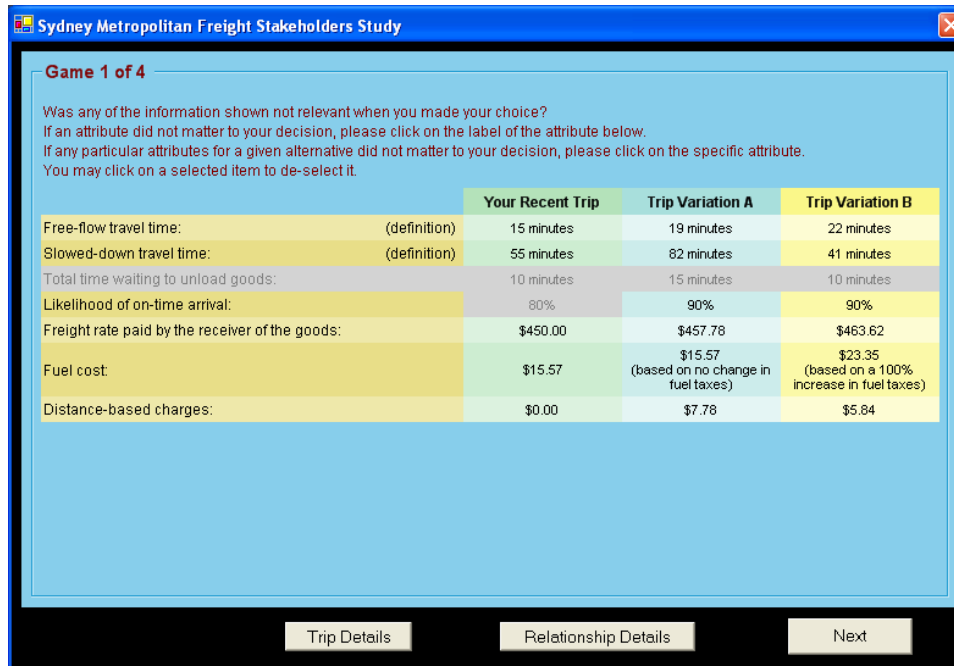 Sydney Metropolitan Freight Stakeholders Study
Game 1 of 4
Was any of the information shown not relevant when you made your choice?
If an attribute did not matter to your decision, please click on the label of the attribute below.
If any particular attributes for a given alternative did not matter to your decision, please click on the specific attribute.
You may click on a selected item to de-select it.
Your Recent Trip Trip Variation A Trip Variation B
Free-flow travel time: (definition) 15 minutes 19 minutes 22 minutes
Slowed-down travel time: (definition) 55 minutes 82 minutes 41 minutes
Total time waiting to unload goods: 10 minutes 15 minutes 10 minutes
Likelihood of on-time arrival: 80% 90% 90%
Freight rate paid by the receiver of the goods: $450.00 $457.78 $463.62
Fuel cost: $15.57 $15.57 $23.35
(based on no change in (based on a 100%
fuel taxes) increase in fuel taxes)
Distance-based charges: $0.00 $7.78 $5.84
Trip Details Relationship Details Next